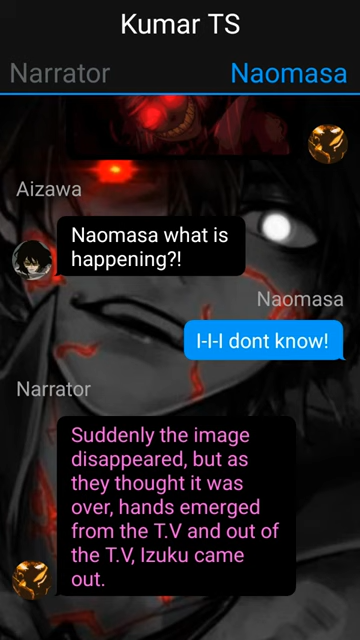 Kumar TS
Narrator
Naomasa
Aizawa
Naomasa what is
happening?!
Naomasa
I-I-I dont know!
Narrator
Suddenly the image
disappeared, but as
they thought it was
over, hands emerged
from the T.V and out of
the T.V, Izuku came
out.